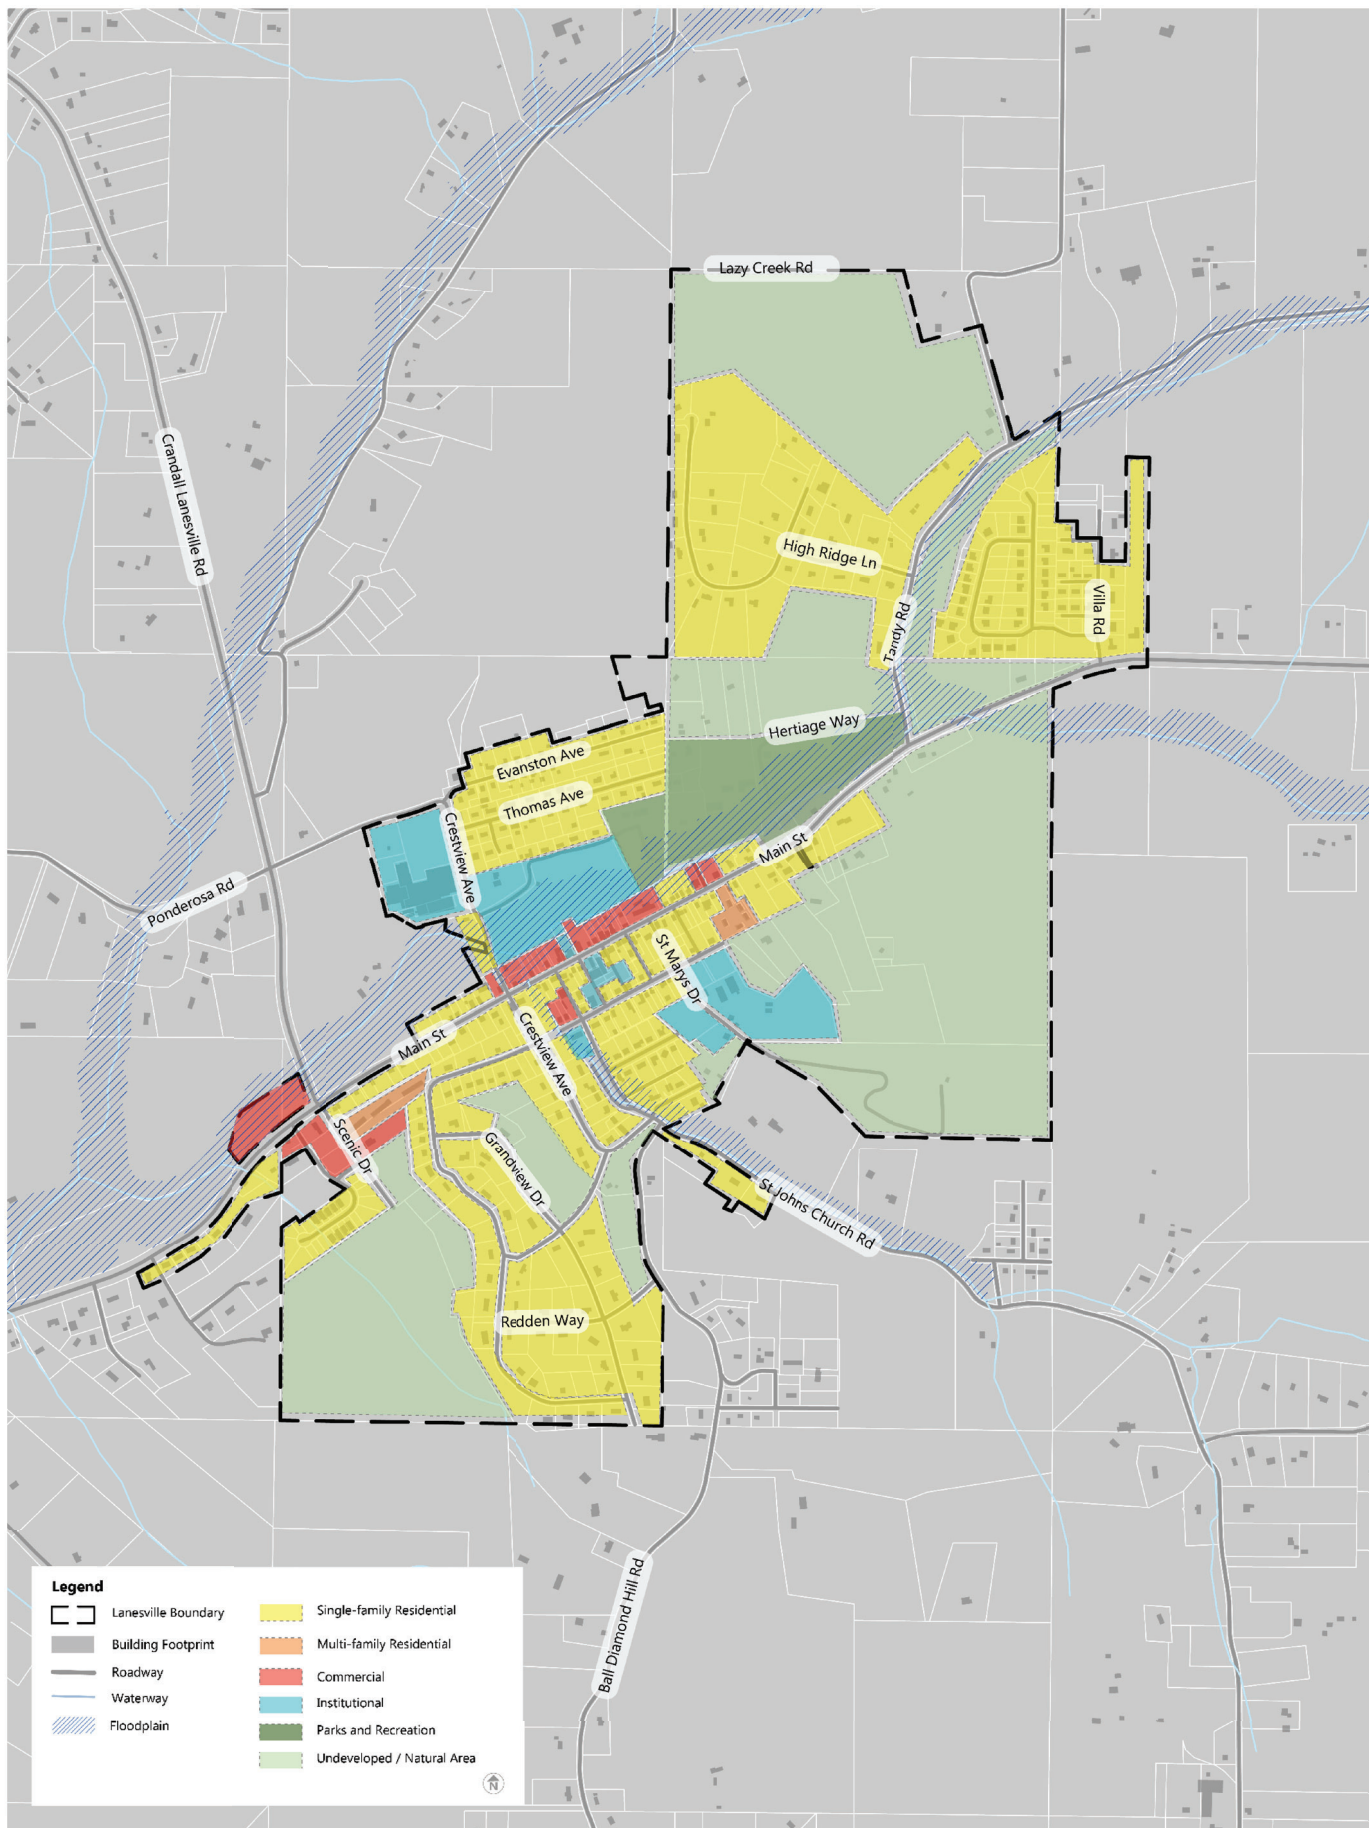 Lazy Creek Rd
Crandall Lanesville Rd
High Ridge Ln
Villa Rd
Tandy Rd
Hertiage Way
Evanston Ave
Thomas Ave
Crestview Ave
Main St
Ponderosa Rd
St Marys Dr
Crestview Ave
Main St
Scenic Dr
Grandview Dr
St Johns Church Rd
Redden Way
Ball Diamond Hill Rd
Legend
Lanesville Boundary
Building Footprint
Roadway
Waterway
Floodplain
Single-family Residential
Multi-family Residential
Commercial
Institutional
Parks and Recreation
Undeveloped / Natural Area
N